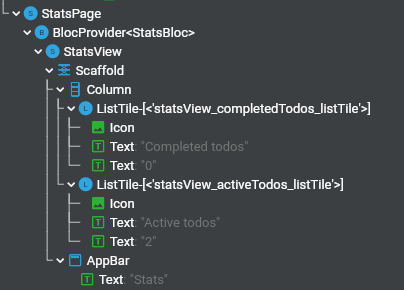 StatsPage
BlocProvider<StatsBloc>
StatsView
Scaffold
Column
ListTile-[<'statsView_completedTodos_listTile'>]
Icon
Text: "Completed todos"
Text: "0"
ListTile-[<'statsView_activeTodos_listTile'>]
Icon
Text: "Active todos"
Text: "2"
AppBar
Text: "Stats"